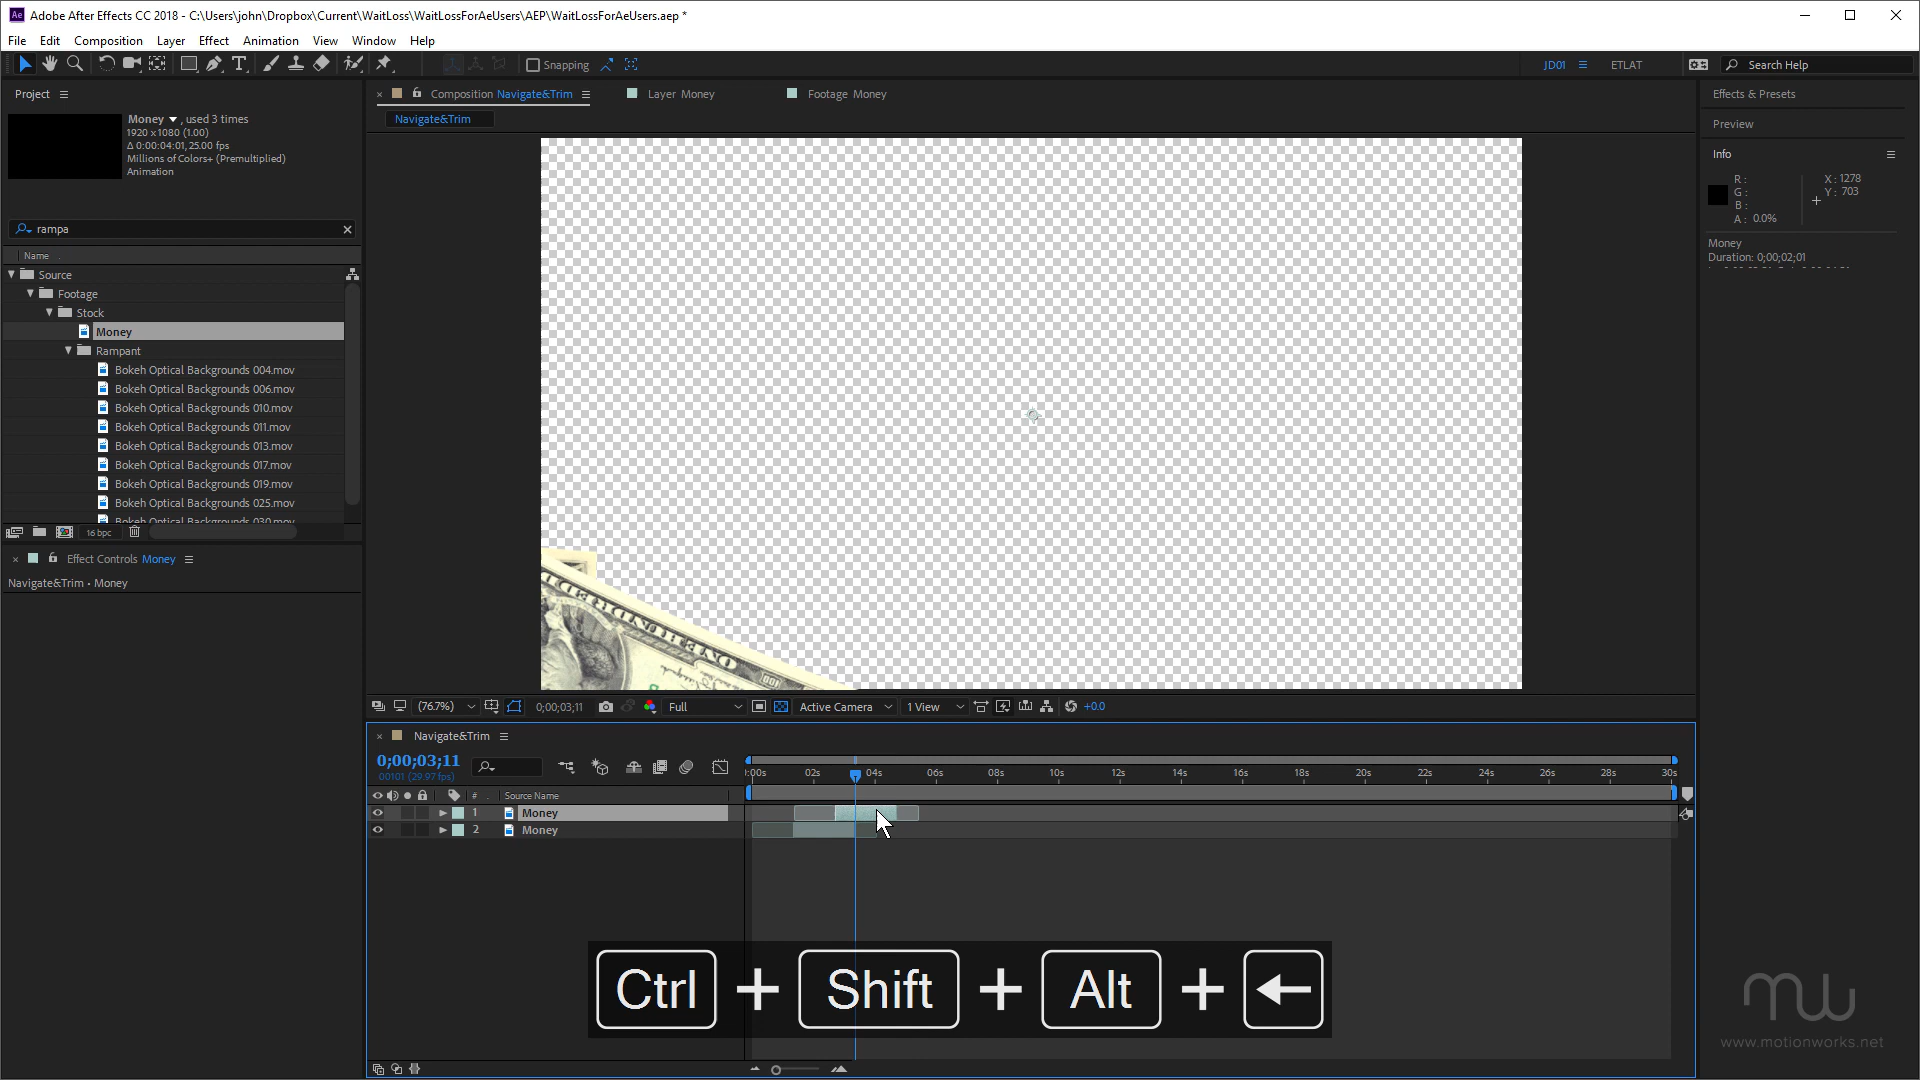 Ae Adobe After Effects CC 2018 - C:\Users\john\Dropbox\Current\WaitLoss\WaitLossForAeUsers\AEP\WaitLossForAeUsers.aep *
File Edit Composition Layer Effect Animation View Window Help
Snapping JD01 ETLAT Search Help
Project
Money , used 3 times
1920 x 1080 (1.00)
Δ 0:00:04:01, 25.00 fps
Millions of Colors+ (Premultiplied)
Animation
rampa
Name
Source
Footage
Stock
Money
Rampant
Bokeh Optical Backgrounds 004.mov
Bokeh Optical Backgrounds 006.mov
Bokeh Optical Backgrounds 010.mov
Bokeh Optical Backgrounds 011.mov
Bokeh Optical Backgrounds 013.mov
Bokeh Optical Backgrounds 017.mov
Bokeh Optical Backgrounds 019.mov
Bokeh Optical Backgrounds 025.mov
Bokeh Optical Backgrounds 030.mov
16 bpc
Effect Controls Money
Navigate&Trim • Money
Composition Navigate&Trim Layer Money Footage Money
Navigate&Trim
(76.7%) 0;00;03;11 Full Active Camera 1 View +0.0
Effects & Presets
Preview
Info
R :
G :
B :
A : 0.0%
X : 1278
Y : 703
Money
Duration: 0;00;02;01
Navigate&Trim
0;00;03;11
00101 (29.97 fps)
:00s 02s 04s 06s 08s 10s 12s 14s 16s 18s 20s 22s 24s 26s 28s 30s
# Source Name
1 Money
2 Money
Ctrl + Shift + Alt + ←
mw
www.motionworks.net